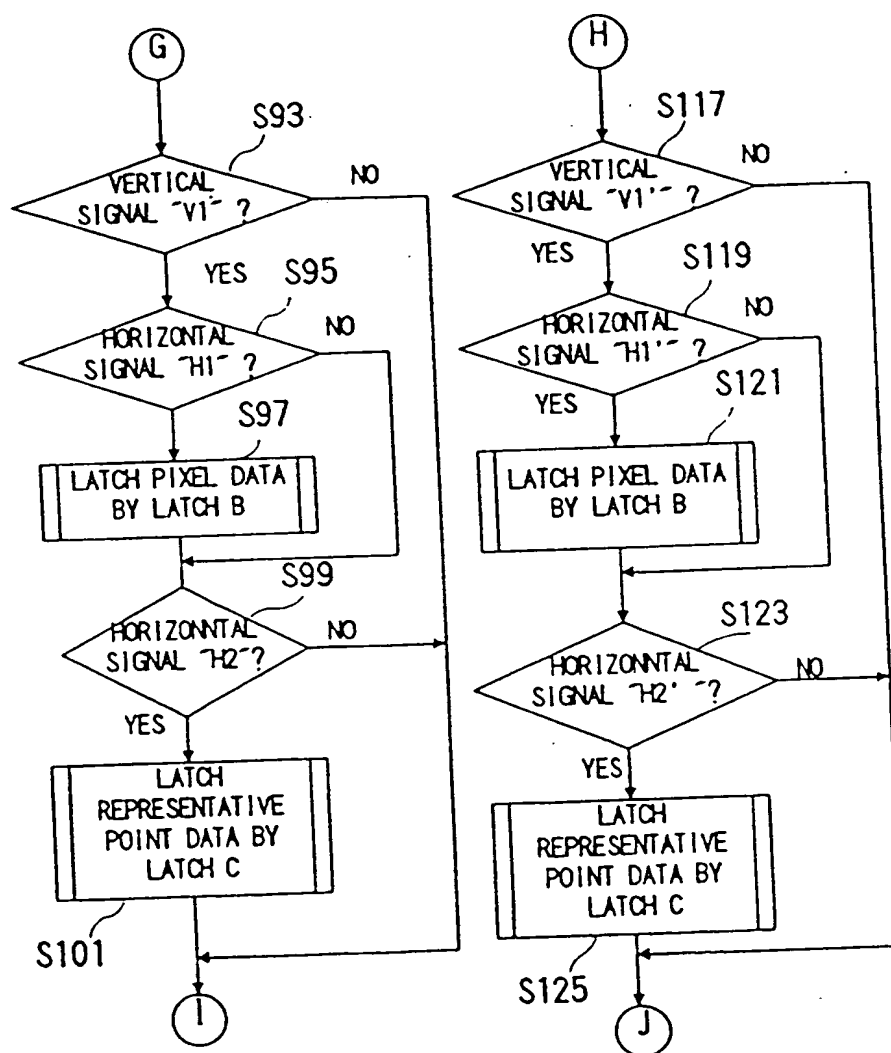 G
S93
VERTICAL
SIGNAL "V1" ?
NO
YES
S95
HORIZONTAL
SIGNAL "H1" ?
NO
S97
LATCH PIXEL DATA
BY LATCH B
S99
HORIZONNTAL
SIGNAL "H2"?
NO
YES
LATCH
REPRESENTATIVE
POINT DATA BY
LATCH C
S101
I
H
S117
VERTICAL
SIGNAL "V1'" ?
NO
YES
S119
HORIZONTAL
SIGNAL "H1'" ?
NO
YES
S121
LATCH PIXEL DATA
BY LATCH B
S123
HORIZONNTAL
SIGNAL "H2' "?
NO
YES
LATCH
REPRESENTATIVE
POINT DATA BY
LATCH C
S125
J